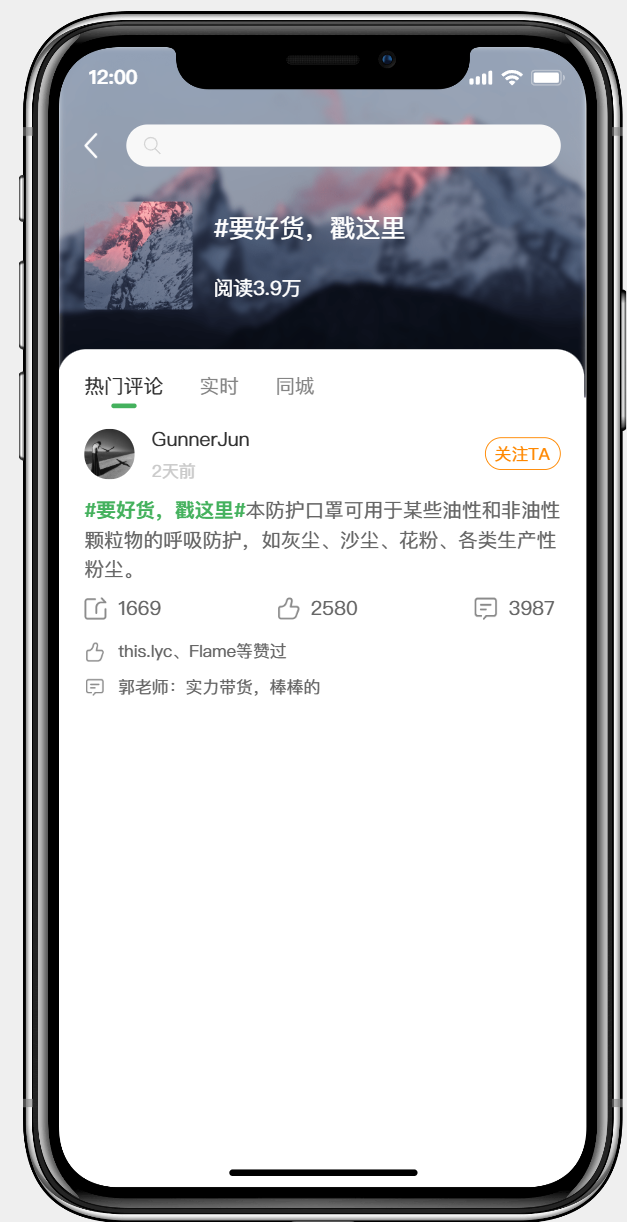 12:00
#要好货，戳这里
阅读3.9万
热门评论 实时 同城
GunnerJun
2天前
关注TA
#要好货，戳这里#本防护口罩可用于某些油性和非油性
颗粒物的呼吸防护，如灰尘、沙尘、花粉、各类生产性
粉尘。
1669 2580 3987
this.lyc、Flame等赞过
郭老师：实力带货，棒棒的